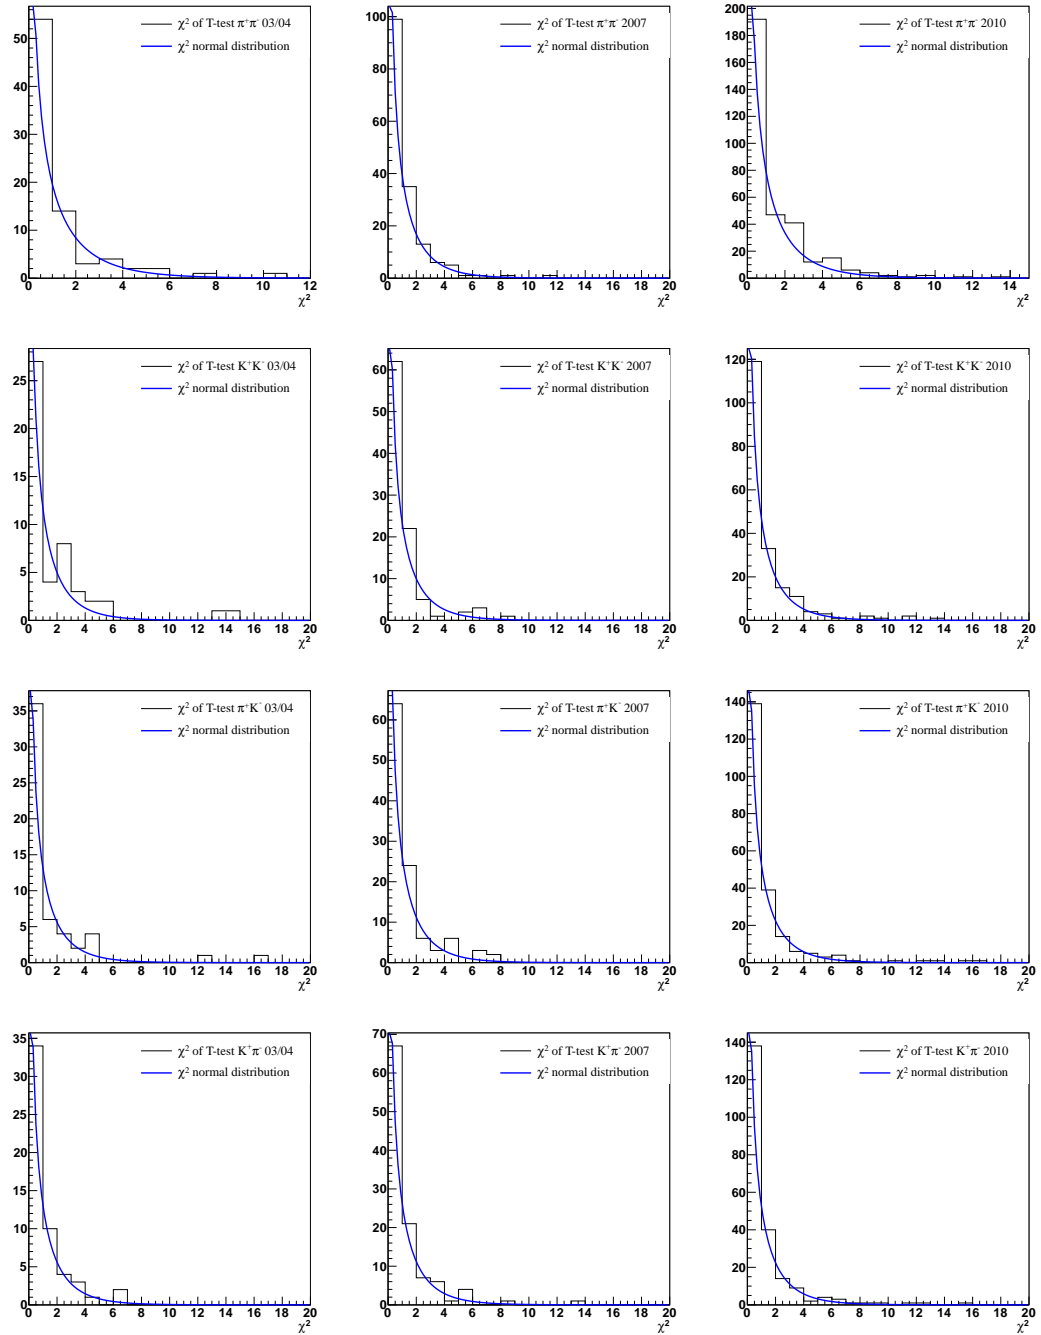 χ² of T-test π⁺π⁻ 03/04
χ² normal distribution
50
40
30
20
10
0
0 2 4 6 8 10 12
χ²
χ² of T-test π⁺π⁻ 2007
χ² normal distribution
100
80
60
40
20
0
0 2 4 6 8 10 12 14 16 18 20
χ²
χ² of T-test π⁺π⁻ 2010
χ² normal distribution
200
180
160
140
120
100
80
60
40
20
0
0 2 4 6 8 10 12 14
χ²
χ² of T-test K⁺K⁻ 03/04
χ² normal distribution
25
20
15
10
5
0
0 2 4 6 8 10 12 14 16 18 20
χ²
χ² of T-test K⁺K⁻ 2007
χ² normal distribution
60
50
40
30
20
10
0
0 2 4 6 8 10 12 14 16 18 20
χ²
χ² of T-test K⁺K⁻ 2010
χ² normal distribution
120
100
80
60
40
20
0
0 2 4 6 8 10 12 14 16 18 20
χ²
χ² of T-test π⁺K⁻ 03/04
χ² normal distribution
35
30
25
20
15
10
5
0
0 2 4 6 8 10 12 14 16 18 20
χ²
χ² of T-test π⁺K⁻ 2007
χ² normal distribution
60
50
40
30
20
10
0
0 2 4 6 8 10 12 14 16 18 20
χ²
χ² of T-test π⁺K⁻ 2010
χ² normal distribution
140
120
100
80
60
40
20
0
0 2 4 6 8 10 12 14 16 18 20
χ²
χ² of T-test K⁺π⁻ 03/04
χ² normal distribution
35
30
25
20
15
10
5
0
0 2 4 6 8 10 12 14 16 18 20
χ²
χ² of T-test K⁺π⁻ 2007
χ² normal distribution
70
60
50
40
30
20
10
0
0 2 4 6 8 10 12 14 16 18 20
χ²
χ² of T-test K⁺π⁻ 2010
χ² normal distribution
140
120
100
80
60
40
20
0
0 2 4 6 8 10 12 14 16 18 20
χ²